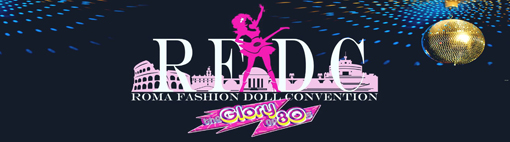 RFDC
ROMA FASHION DOLL CONVENTION
the Glory of 80s